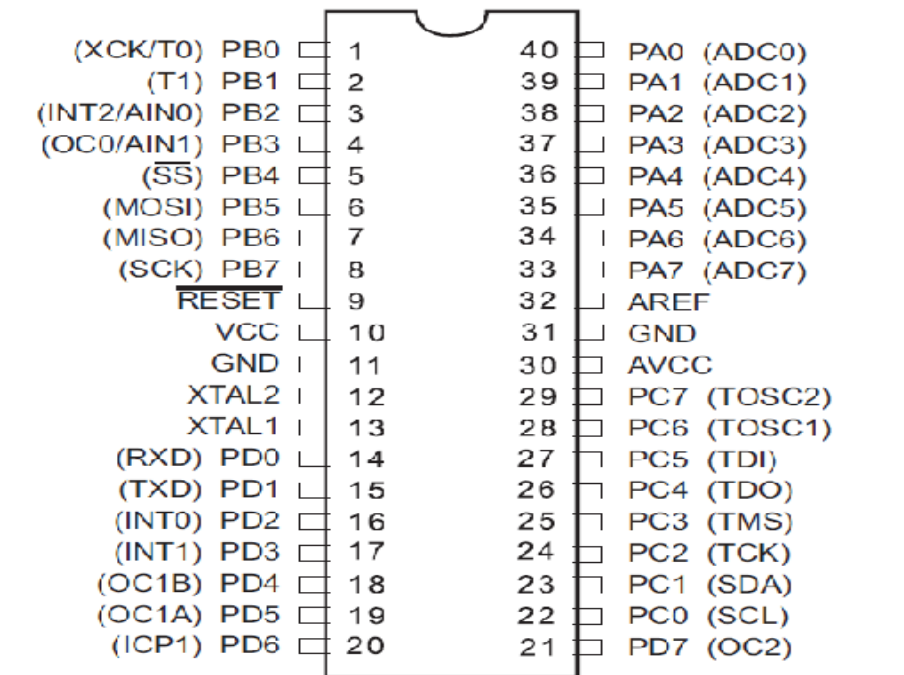 (XCK/T0) PB0 1 40 PA0 (ADC0)
(T1) PB1 2 39 PA1 (ADC1)
(INT2/AIN0) PB2 3 38 PA2 (ADC2)
(OC0/AIN1) PB3 4 37 PA3 (ADC3)
(SS) PB4 5 36 PA4 (ADC4)
(MOSI) PB5 6 35 PA5 (ADC5)
(MISO) PB6 7 34 PA6 (ADC6)
(SCK) PB7 8 33 PA7 (ADC7)
RESET 9 32 AREF
VCC 10 31 GND
GND 11 30 AVCC
XTAL2 12 29 PC7 (TOSC2)
XTAL1 13 28 PC6 (TOSC1)
(RXD) PD0 14 27 PC5 (TDI)
(TXD) PD1 15 26 PC4 (TDO)
(INT0) PD2 16 25 PC3 (TMS)
(INT1) PD3 17 24 PC2 (TCK)
(OC1B) PD4 18 23 PC1 (SDA)
(OC1A) PD5 19 22 PC0 (SCL)
(ICP1) PD6 20 21 PD7 (OC2)